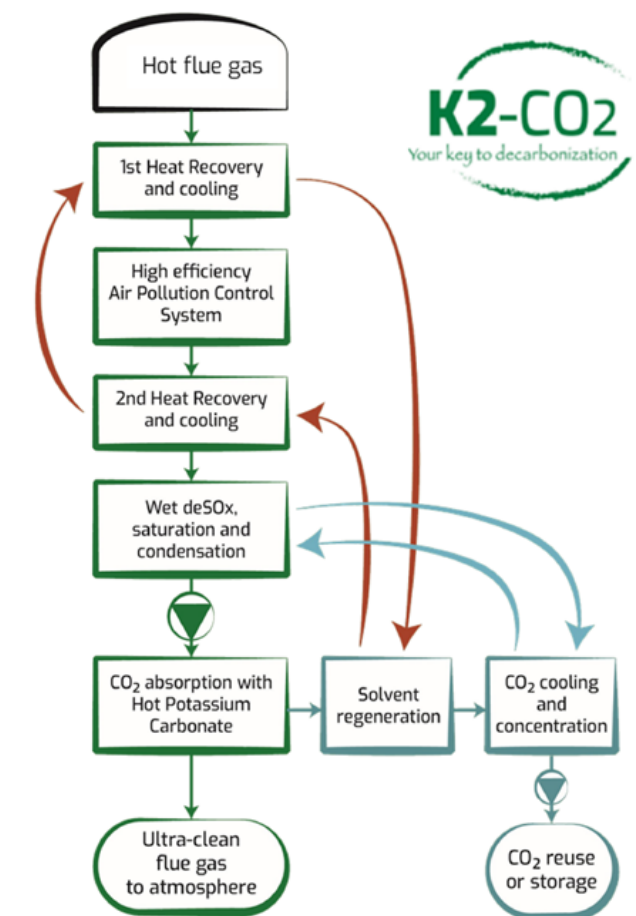 Hot flue gas
K2-CO2
Your key to decarbonization
1st Heat Recovery
and cooling
High efficiency
Air Pollution Control
System
2nd Heat Recovery
and cooling
Wet deSOx,
saturation and
condensation
CO₂ absorption with
Hot Potassium
Carbonate
Solvent
regeneration
CO₂ cooling
and
concentration
Ultra-clean
flue gas
to atmosphere
CO₂ reuse
or storage